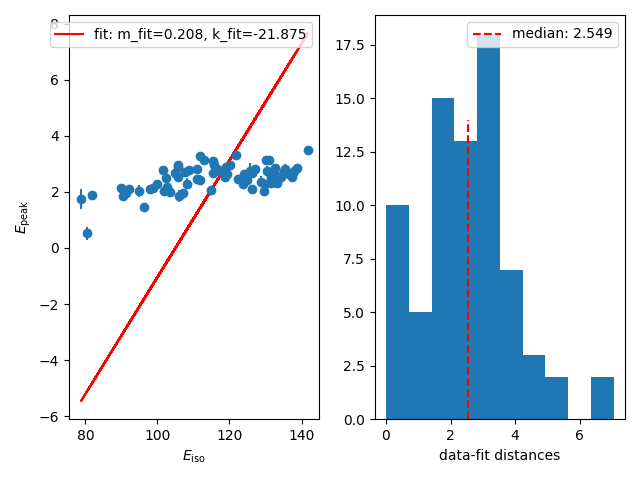 8
6
4
2
0
−2
−4
−6
E_peak
fit: m_fit=0.208, k_fit=-21.875
80 100 120 140
E_iso
17.5
15.0
12.5
10.0
7.5
5.0
2.5
0.0
median: 2.549
0 2 4 6
data-fit distances